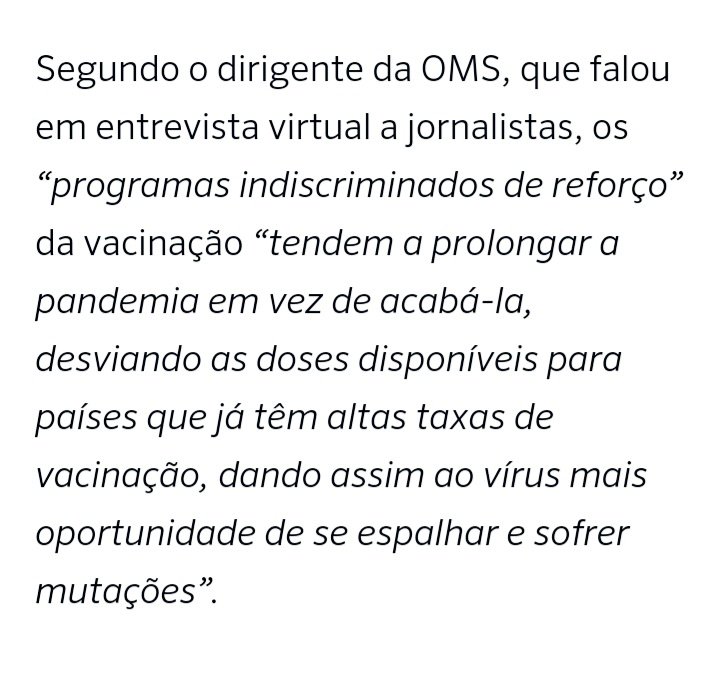 Segundo o dirigente da OMS, que falou
em entrevista virtual a jornalistas, os
“programas indiscriminados de reforço”
da vacinação “tendem a prolongar a
pandemia em vez de acabá-la,
desviando as doses disponíveis para
países que já têm altas taxas de
vacinação, dando assim ao vírus mais
oportunidade de se espalhar e sofrer
mutações”.